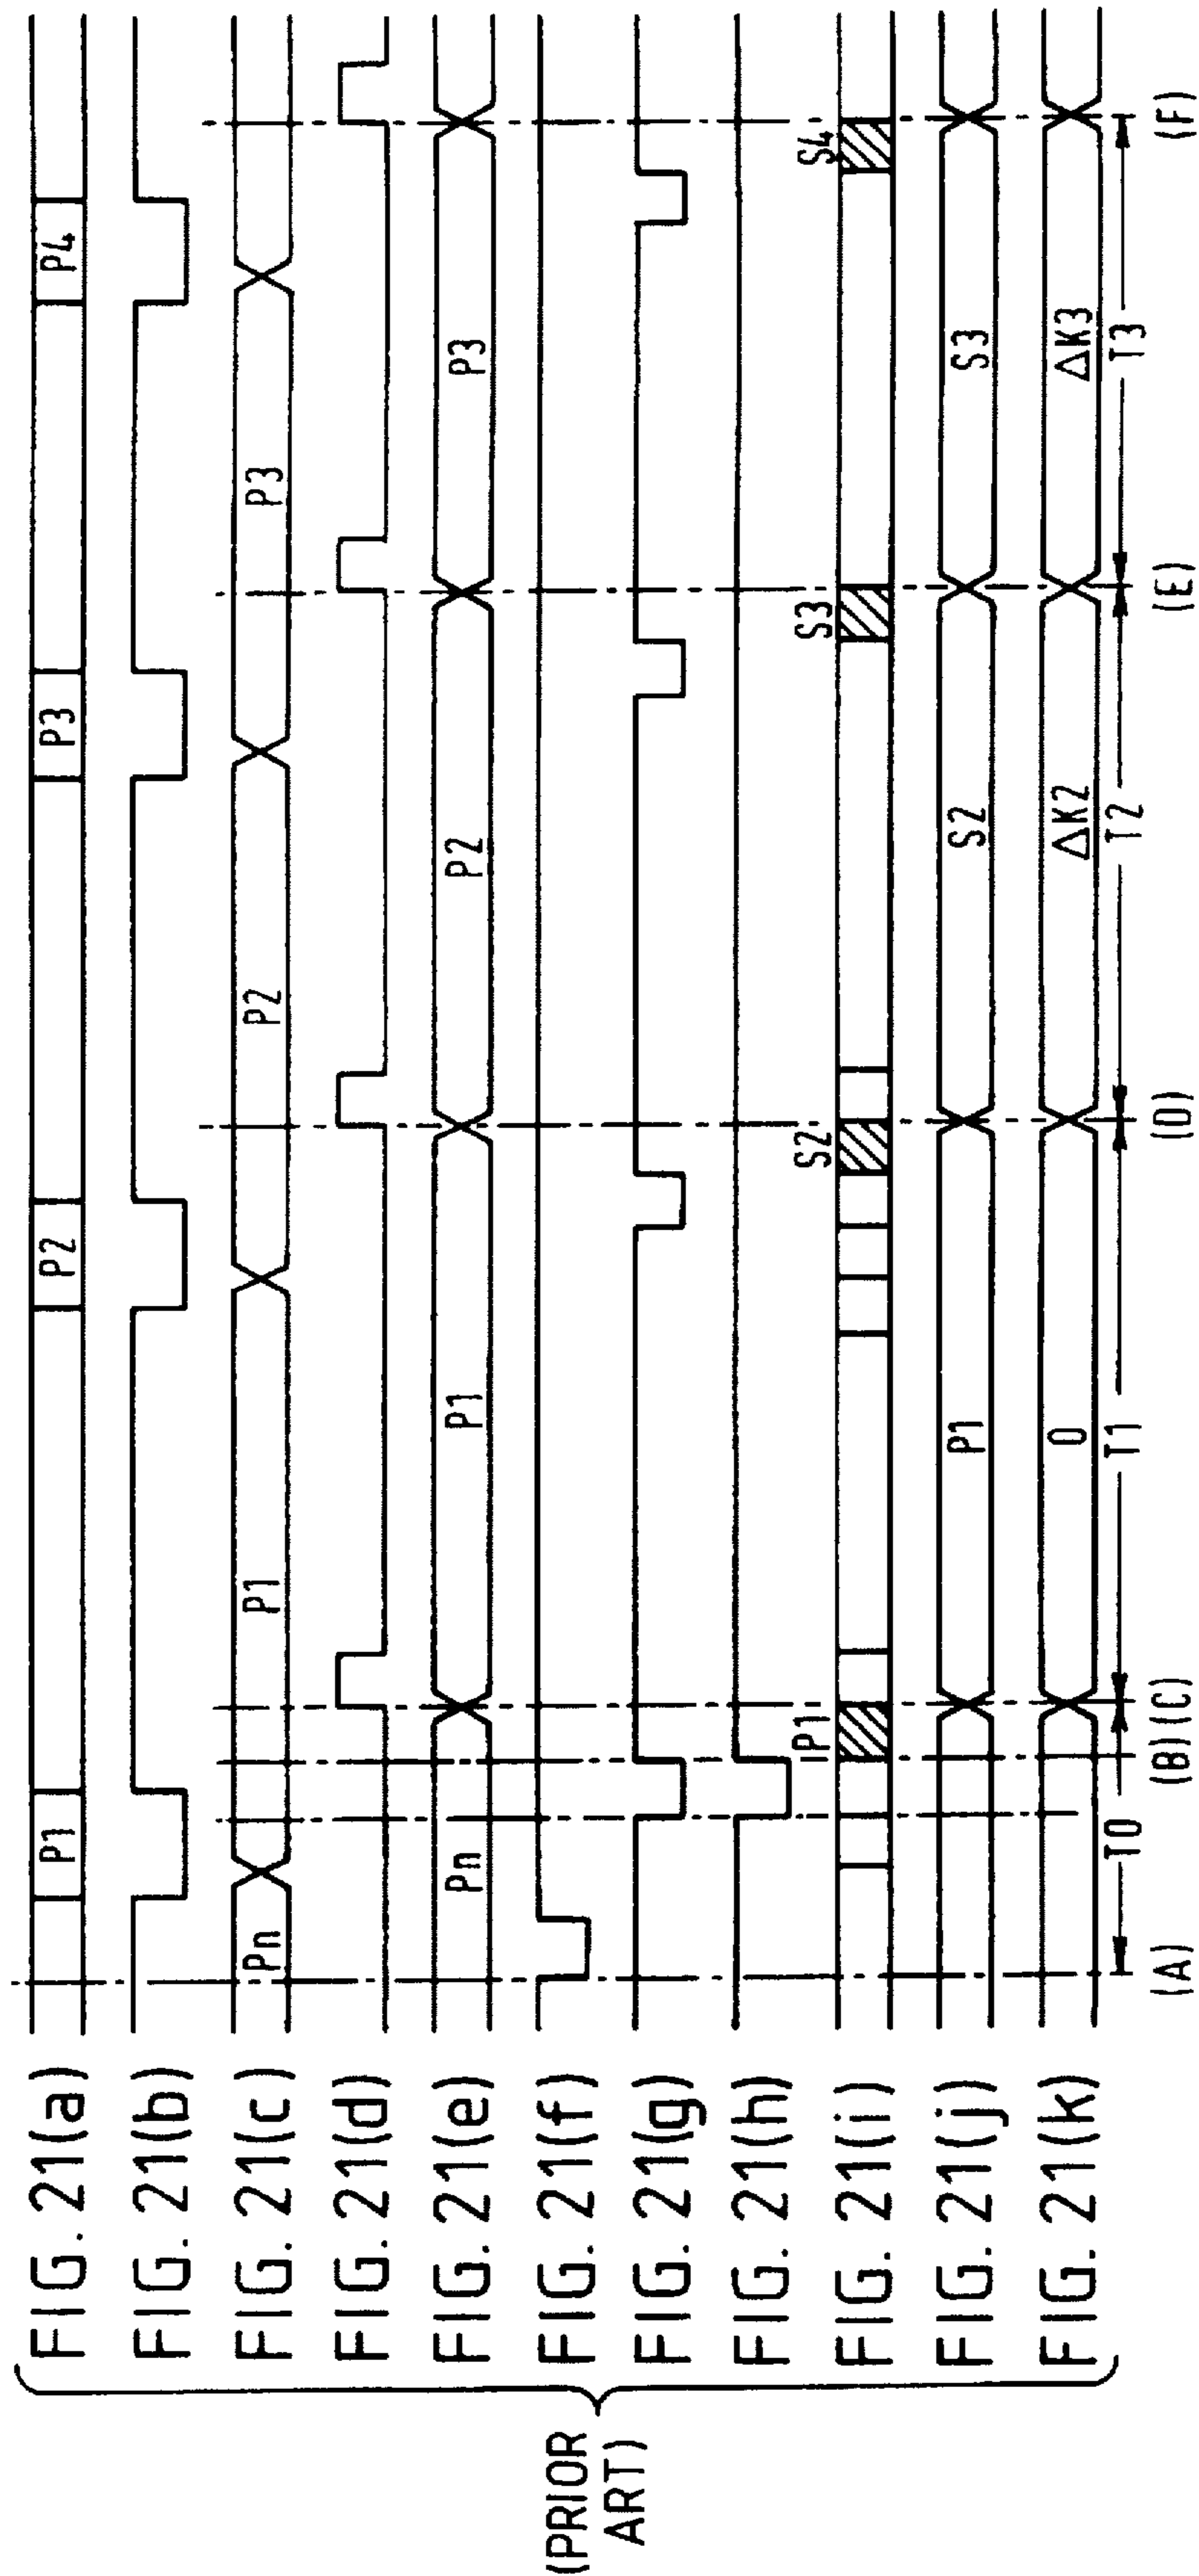 (PRIOR
ART)
FIG. 21(a) P1 P2 P3 P4
FIG. 21(b)
FIG. 21(c) Pn P1 P2 P3
FIG. 21(d)
FIG. 21(e) Pn P1 P2 P3
FIG. 21(f)
FIG. 21(g)
FIG. 21(h)
P1 S2 S3 S4
FIG. 21(i)
FIG. 21(j) P1 S2 S3
FIG. 21(k) 0 ΔK2 ΔK3
T0 T1 T2 T3
(A) (B) (C) (D) (E) (F)